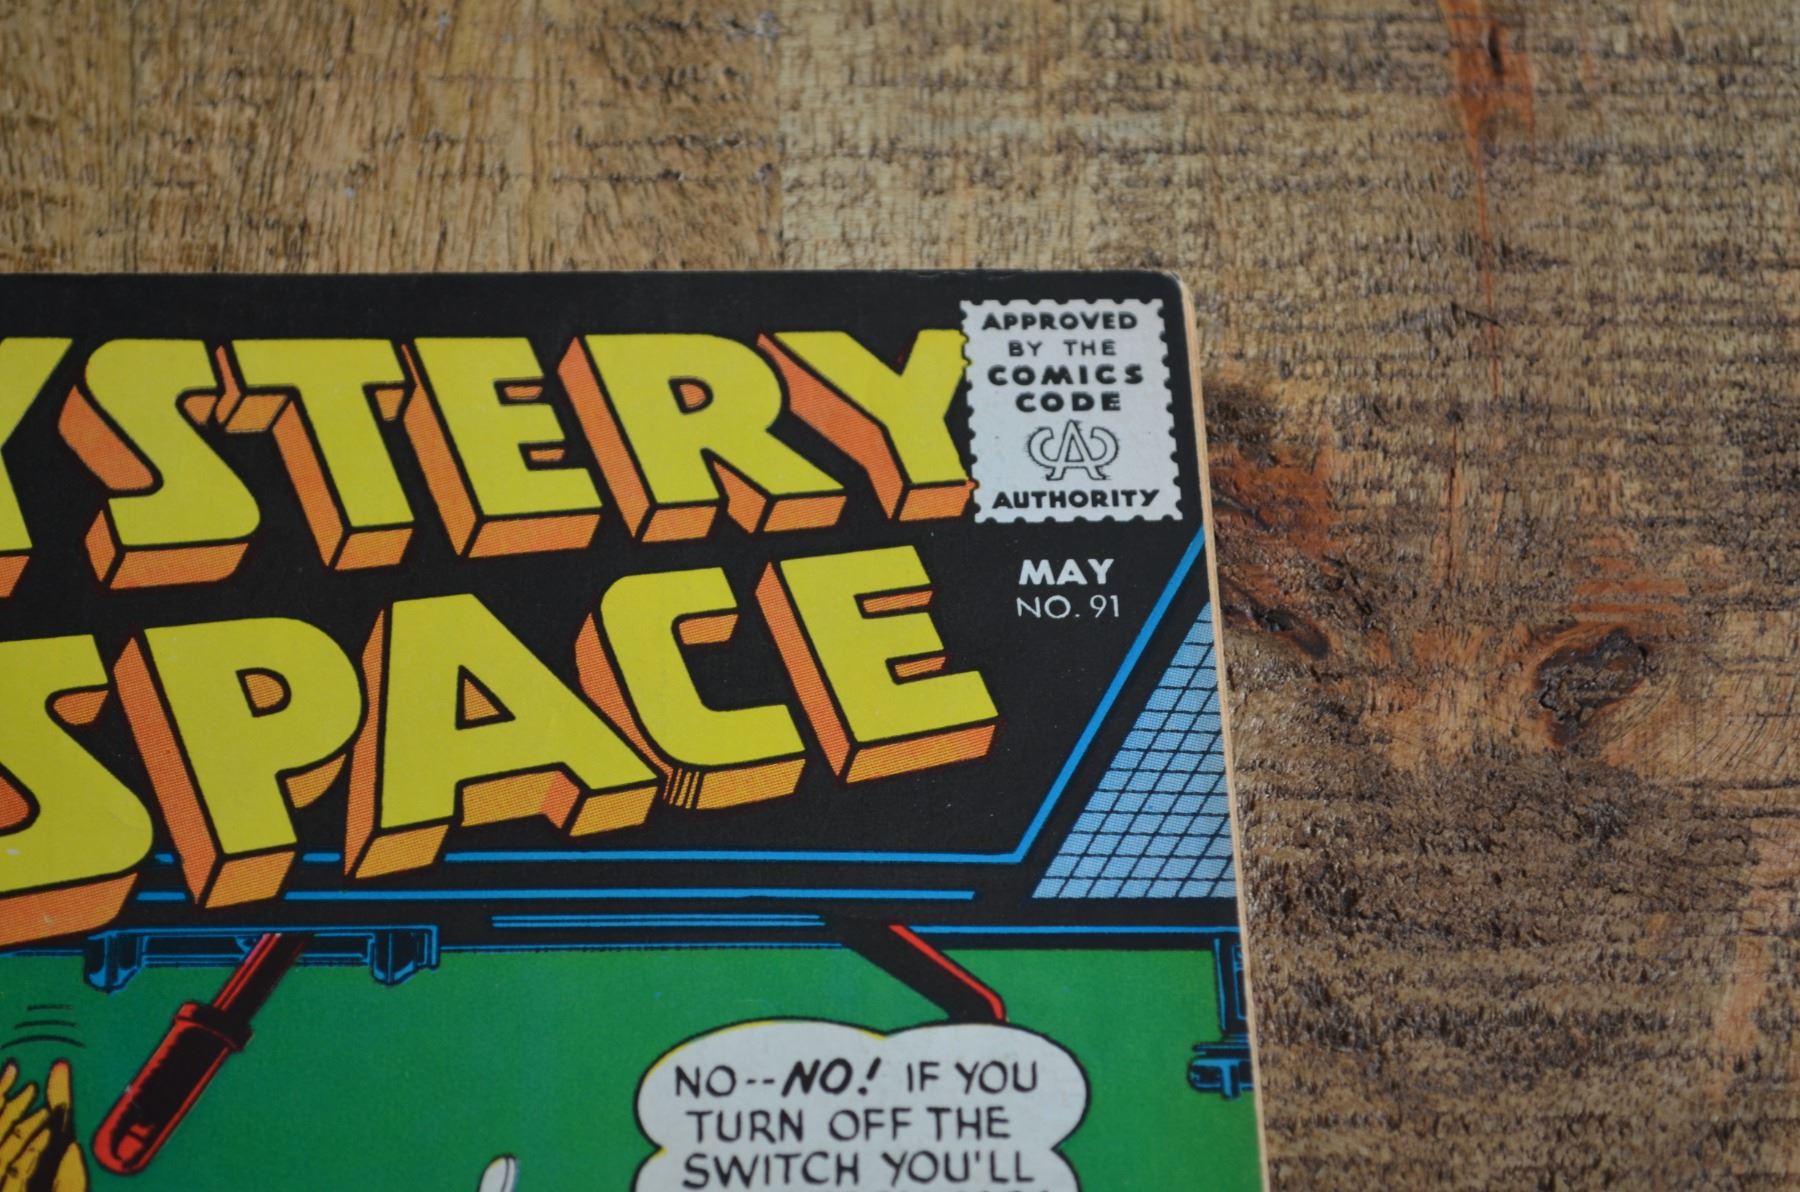 YSTERY
SPACE
APPROVED
BY THE
COMICS
CODE
CA
AUTHORITY
MAY
NO. 91
NO--NO! IF YOU
TURN OFF THE
SWITCH YOU'LL